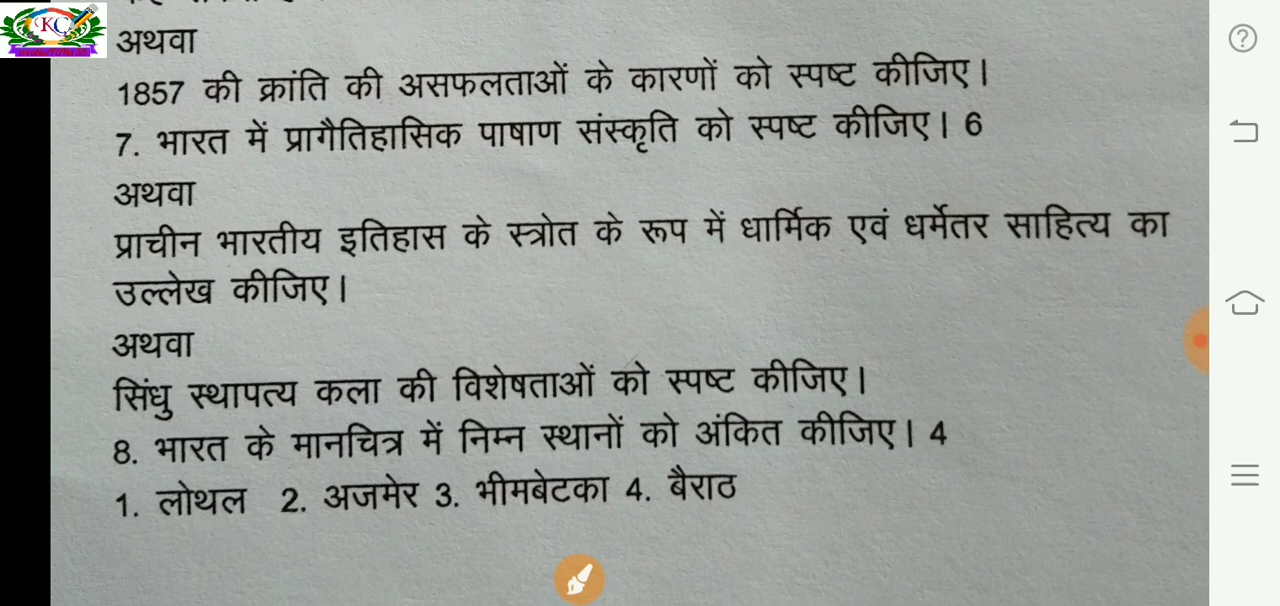 KC
अथवा
1857 की क्रांति की असफलताओं के कारणों को स्पष्ट कीजिए।
7. भारत में प्रागैतिहासिक पाषाण संस्कृति को स्पष्ट कीजिए। 6
अथवा
प्राचीन भारतीय इतिहास के स्त्रोत के रूप में धार्मिक एवं धर्मेतर साहित्य का
उल्लेख कीजिए।
अथवा
सिंधु स्थापत्य कला की विशेषताओं को स्पष्ट कीजिए।
8. भारत के मानचित्र में निम्न स्थानों को अंकित कीजिए। 4
1. लोथल 2. अजमेर 3. भीमबेटका 4. बैराठ